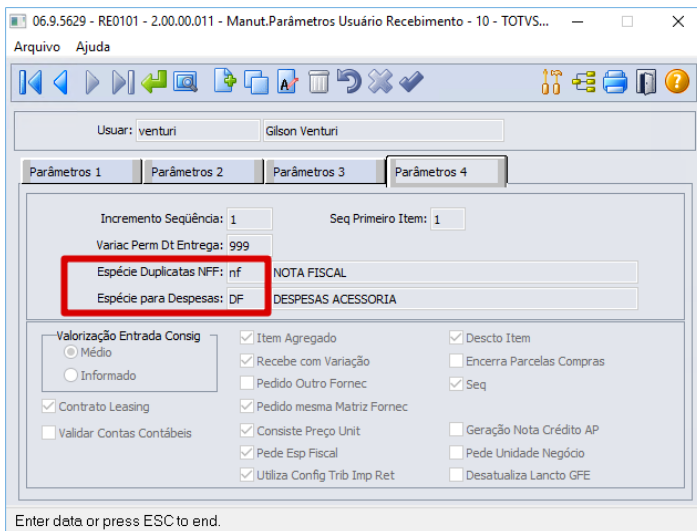 06.9.5629 - RE0101 - 2.00.00.011 - Manut.Parâmetros Usuário Recebimento - 10 - TOTVS...
Arquivo Ajuda
Usuar: venturi Gilson Venturi
Parâmetros 1 Parâmetros 2 Parâmetros 3 Parâmetros 4
Incremento Seqüência: 1 Seq Primeiro Item: 1
Variac Perm Dt Entrega: 999
Espécie Duplicatas NFF: nf NOTA FISCAL
Espécie para Despesas: DF DESPESAS ACESSORIA
Valorização Entrada Consig
Médio
Informado
Contrato Leasing
Validar Contas Contábeis
Item Agregado
Recebe com Variação
Pedido Outro Fornec
Pedido mesma Matriz Fornec
Consiste Preço Unit
Pede Esp Fiscal
Utiliza Config Trib Imp Ret
Descto Item
Encerra Parcelas Compras
Seq
Geração Nota Crédito AP
Pede Unidade Negócio
Desatualiza Lancto GFE
Enter data or press ESC to end.